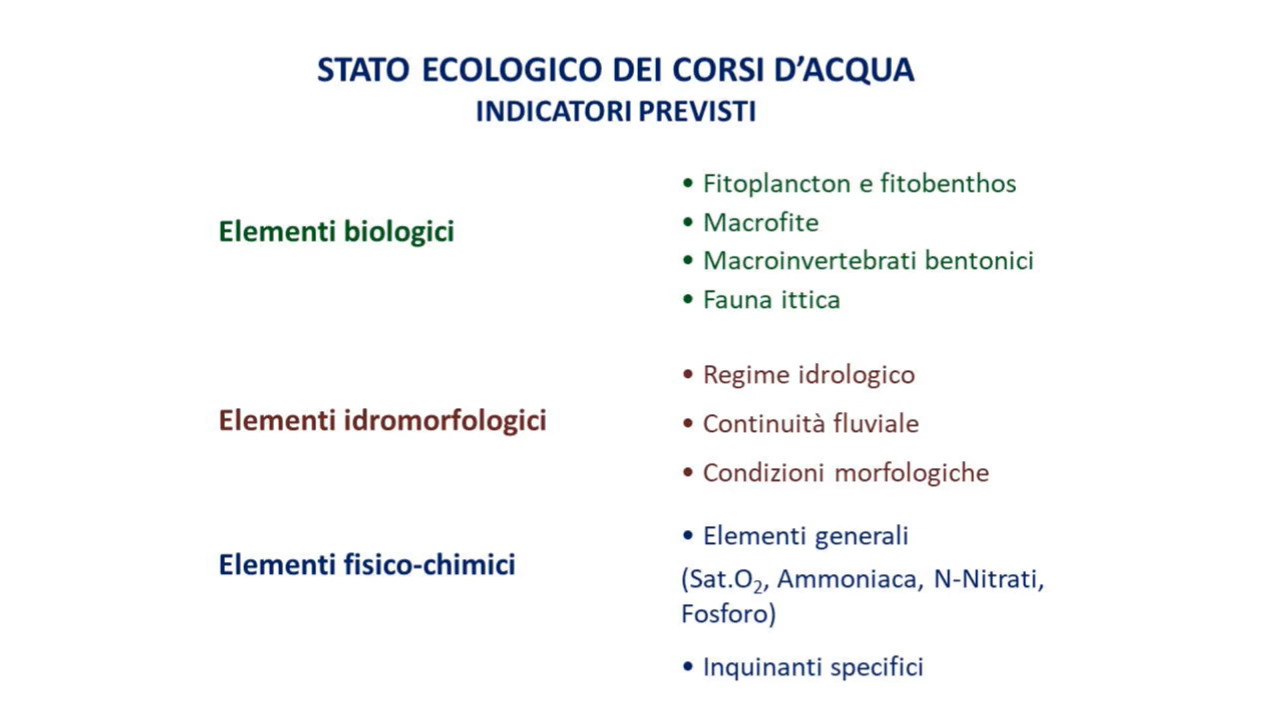 STATO ECOLOGICO DEI CORSI D’ACQUA
INDICATORI PREVISTI
Elementi biologici
• Fitoplancton e fitobenthos
• Macrofite
• Macroinvertebrati bentonici
• Fauna ittica
Elementi idromorfologici
• Regime idrologico
• Continuità fluviale
• Condizioni morfologiche
Elementi fisico-chimici
• Elementi generali
(Sat.O₂, Ammoniaca, N-Nitrati,
Fosforo)
• Inquinanti specifici